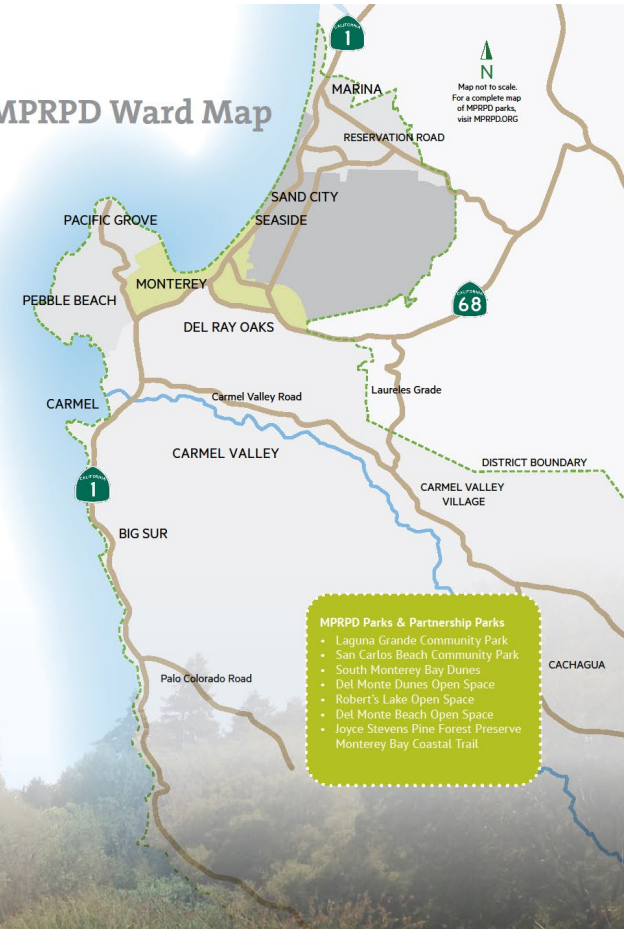 CALIFORNIA
1
N
Map not to scale.
For a complete map
of MPRPD parks,
visit MPRPD.ORG
MPRPD Ward Map
MARINA
RESERVATION ROAD
SAND CITY
PACIFIC GROVE
SEASIDE
MONTEREY
PEBBLE BEACH
CALIFORNIA
68
DEL RAY OAKS
Laureles Grade
Carmel Valley Road
CARMEL
CARMEL VALLEY
DISTRICT BOUNDARY
CALIFORNIA
1
CARMEL VALLEY
VILLAGE
BIG SUR
MPRPD Parks & Partnership Parks
• Laguna Grande Community Park
• San Carlos Beach Community Park
• South Monterey Bay Dunes
• Del Monte Dunes Open Space
• Robert's Lake Open Space
• Del Monte Beach Open Space
• Joyce Stevens Pine Forest Preserve
Monterey Bay Coastal Trail
CACHAGUA
Palo Colorado Road